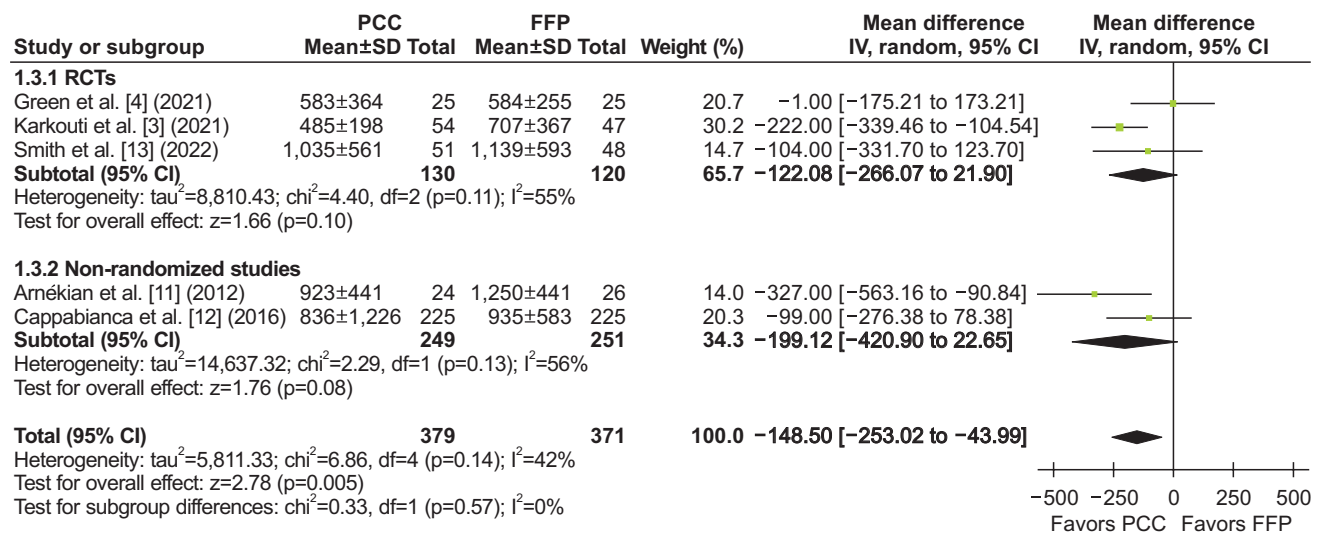 PCC FFP Mean difference Mean difference
Study or subgroup Mean±SD Total Mean±SD Total Weight (%) IV, random, 95% CI IV, random, 95% CI
1.3.1 RCTs
Green et al. [4] (2021) 583±364 25 584±255 25 20.7 −1.00 [−175.21 to 173.21]
Karkouti et al. [3] (2021) 485±198 54 707±367 47 30.2 −222.00 [−339.46 to −104.54]
Smith et al. [13] (2022) 1,035±561 51 1,139±593 48 14.7 −104.00 [−331.70 to 123.70]
Subtotal (95% CI) 130 120 65.7 −122.08 [−266.07 to 21.90]
Heterogeneity: tau²=8,810.43; chi²=4.40, df=2 (p=0.11); I²=55%
Test for overall effect: z=1.66 (p=0.10)
1.3.2 Non-randomized studies
Arnékian et al. [11] (2012) 923±441 24 1,250±441 26 14.0 −327.00 [−563.16 to −90.84]
Cappabianca et al. [12] (2016) 836±1,226 225 935±583 225 20.3 −99.00 [−276.38 to 78.38]
Subtotal (95% CI) 249 251 34.3 −199.12 [−420.90 to 22.65]
Heterogeneity: tau²=14,637.32; chi²=2.29, df=1 (p=0.13); I²=56%
Test for overall effect: z=1.76 (p=0.08)
Total (95% CI) 379 371 100.0 −148.50 [−253.02 to −43.99]
Heterogeneity: tau²=5,811.33; chi²=6.86, df=4 (p=0.14); I²=42%
Test for overall effect: z=2.78 (p=0.005)
Test for subgroup differences: chi²=0.33, df=1 (p=0.57); I²=0%
−500 −250 0 250 500
Favors PCC Favors FFP